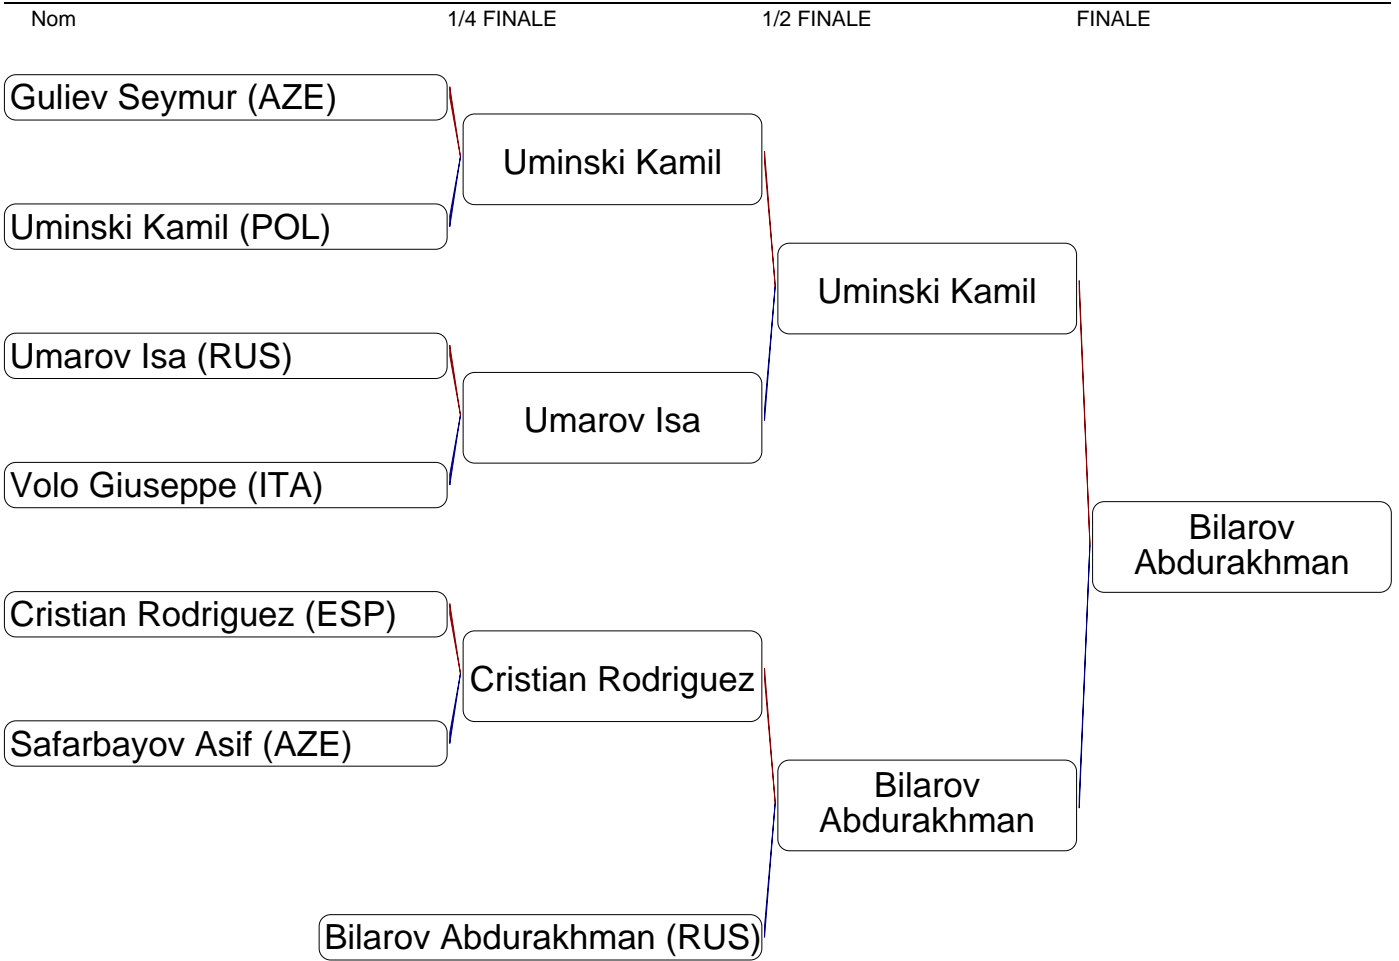 Nom 1/4 FINALE 1/2 FINALE FINALE
Guliev Seymur (AZE)
Uminski Kamil
Uminski Kamil (POL)
Uminski Kamil
Umarov Isa (RUS)
Umarov Isa
Volo Giuseppe (ITA)
Bilarov
Abdurakhman
Cristian Rodriguez (ESP)
Cristian Rodriguez
Safarbayov Asif (AZE)
Bilarov
Abdurakhman
Bilarov Abdurakhman (RUS)